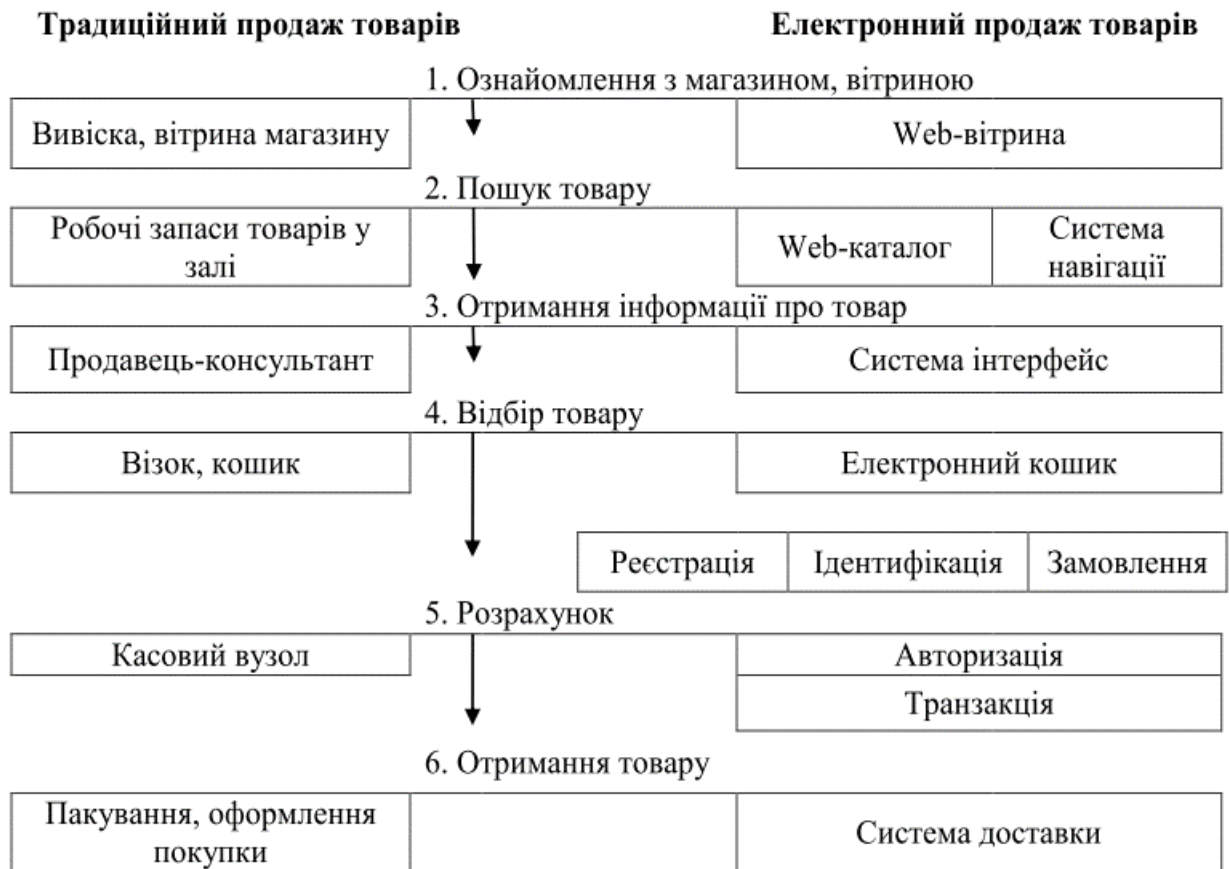 Традиційний продаж товарів
Електронний продаж товарів
1. Ознайомлення з магазином, вітриною
Вивіска, вітрина магазину
Web-вітрина
2. Пошук товару
Робочі запаси товарів у
залі
Web-каталог
Система
навігації
3. Отримання інформації про товар
Продавець-консультант
Система інтерфейс
4. Відбір товару
Візок, кошик
Електронний кошик
Реєстрація
Ідентифікація
Замовлення
5. Розрахунок
Касовий вузол
Авторизація
Транзакція
6. Отримання товару
Пакування, оформлення
покупки
Система доставки